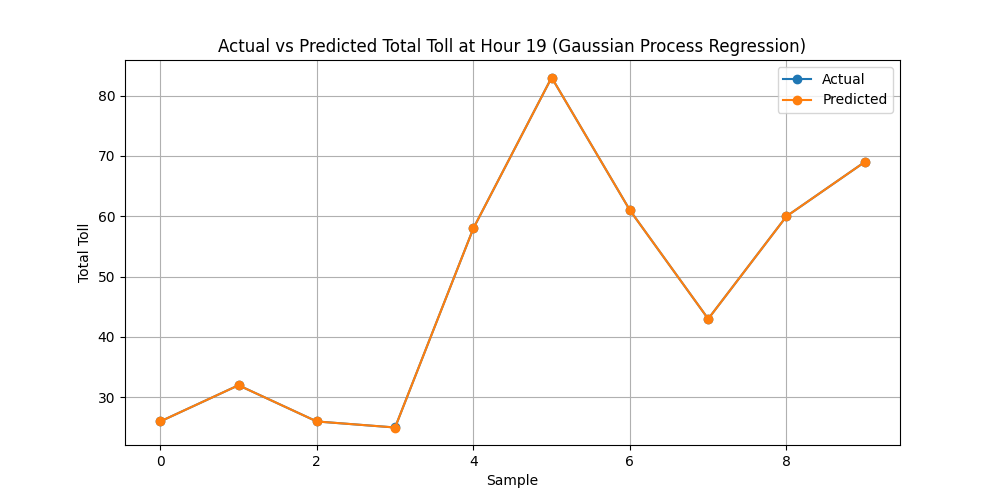 Actual vs Predicted Total Toll at Hour 19 (Gaussian Process Regression)
Actual
Predicted
80
70
60
50
40
30
Total Toll
0 2 4 6 8
Sample